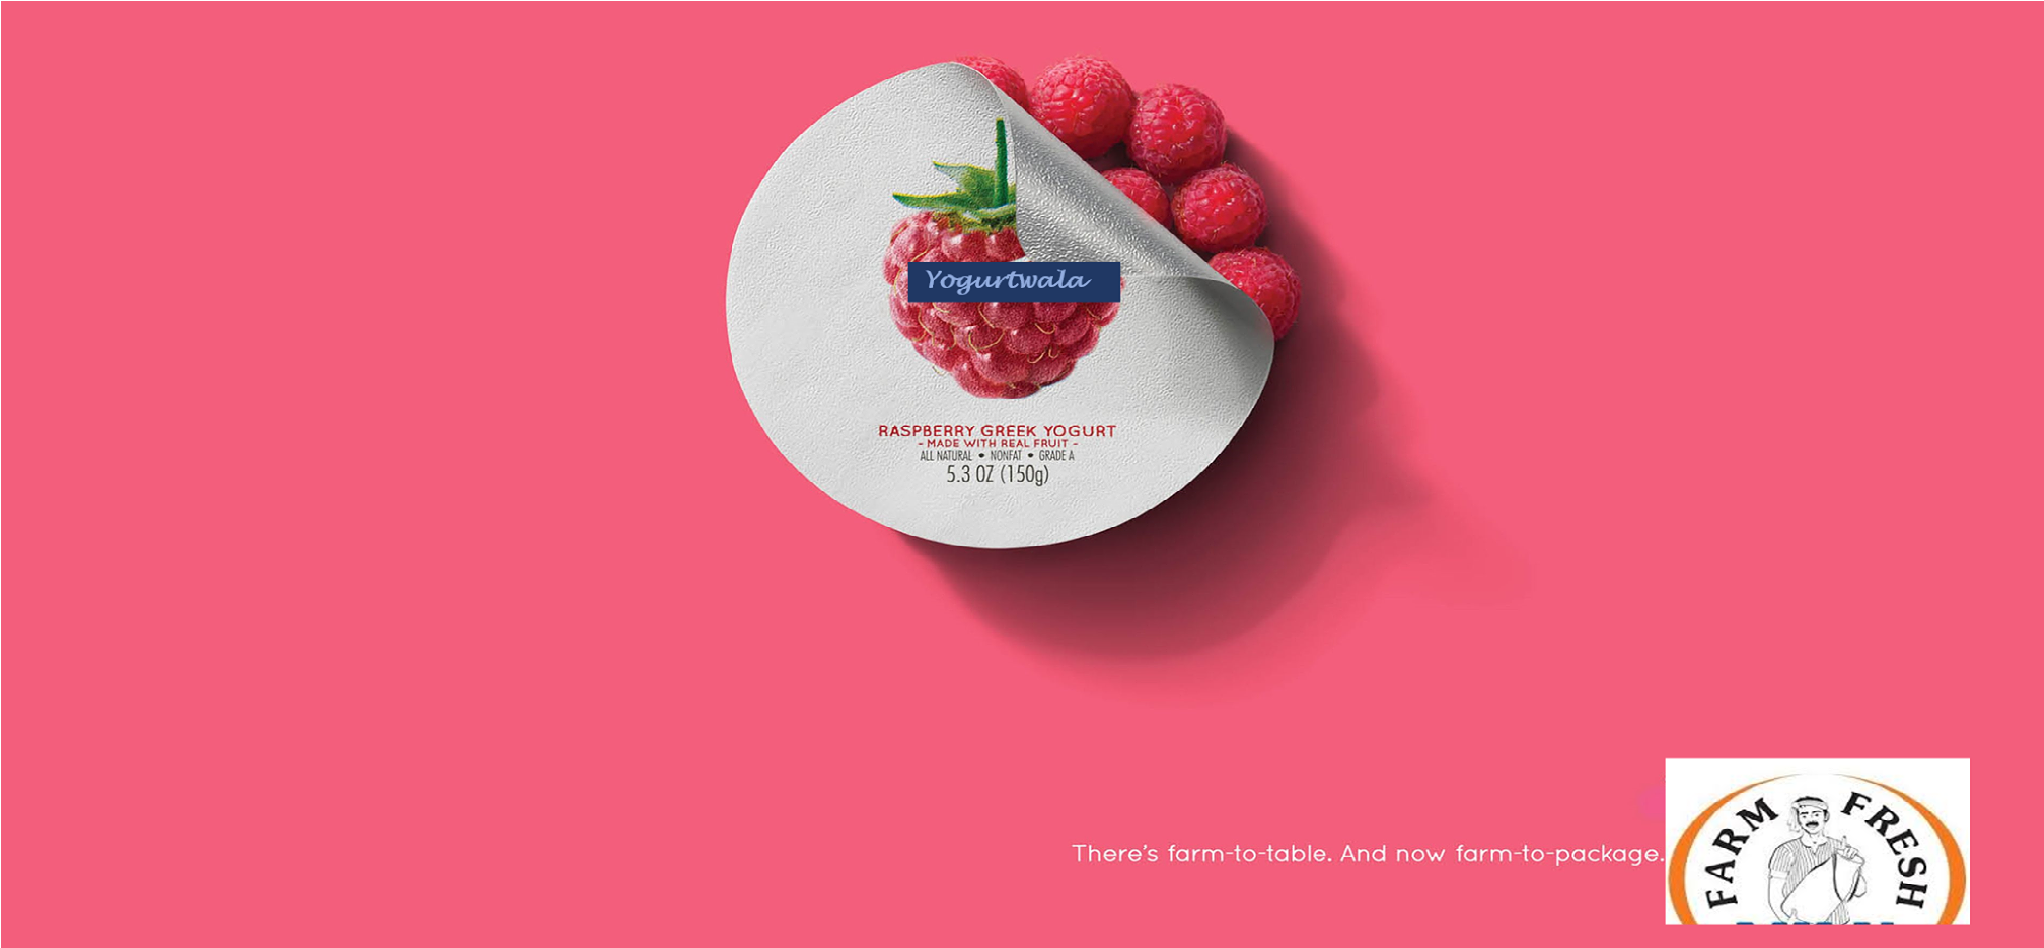 Yogurtwala
RASPBERRY GREEK YOGURT
- MADE WITH REAL FRUIT -
ALL NATURAL • NONFAT • GRADE A
5.3 OZ (150g)
There's farm-to-table. And now farm-to-package.
FARM FRESH